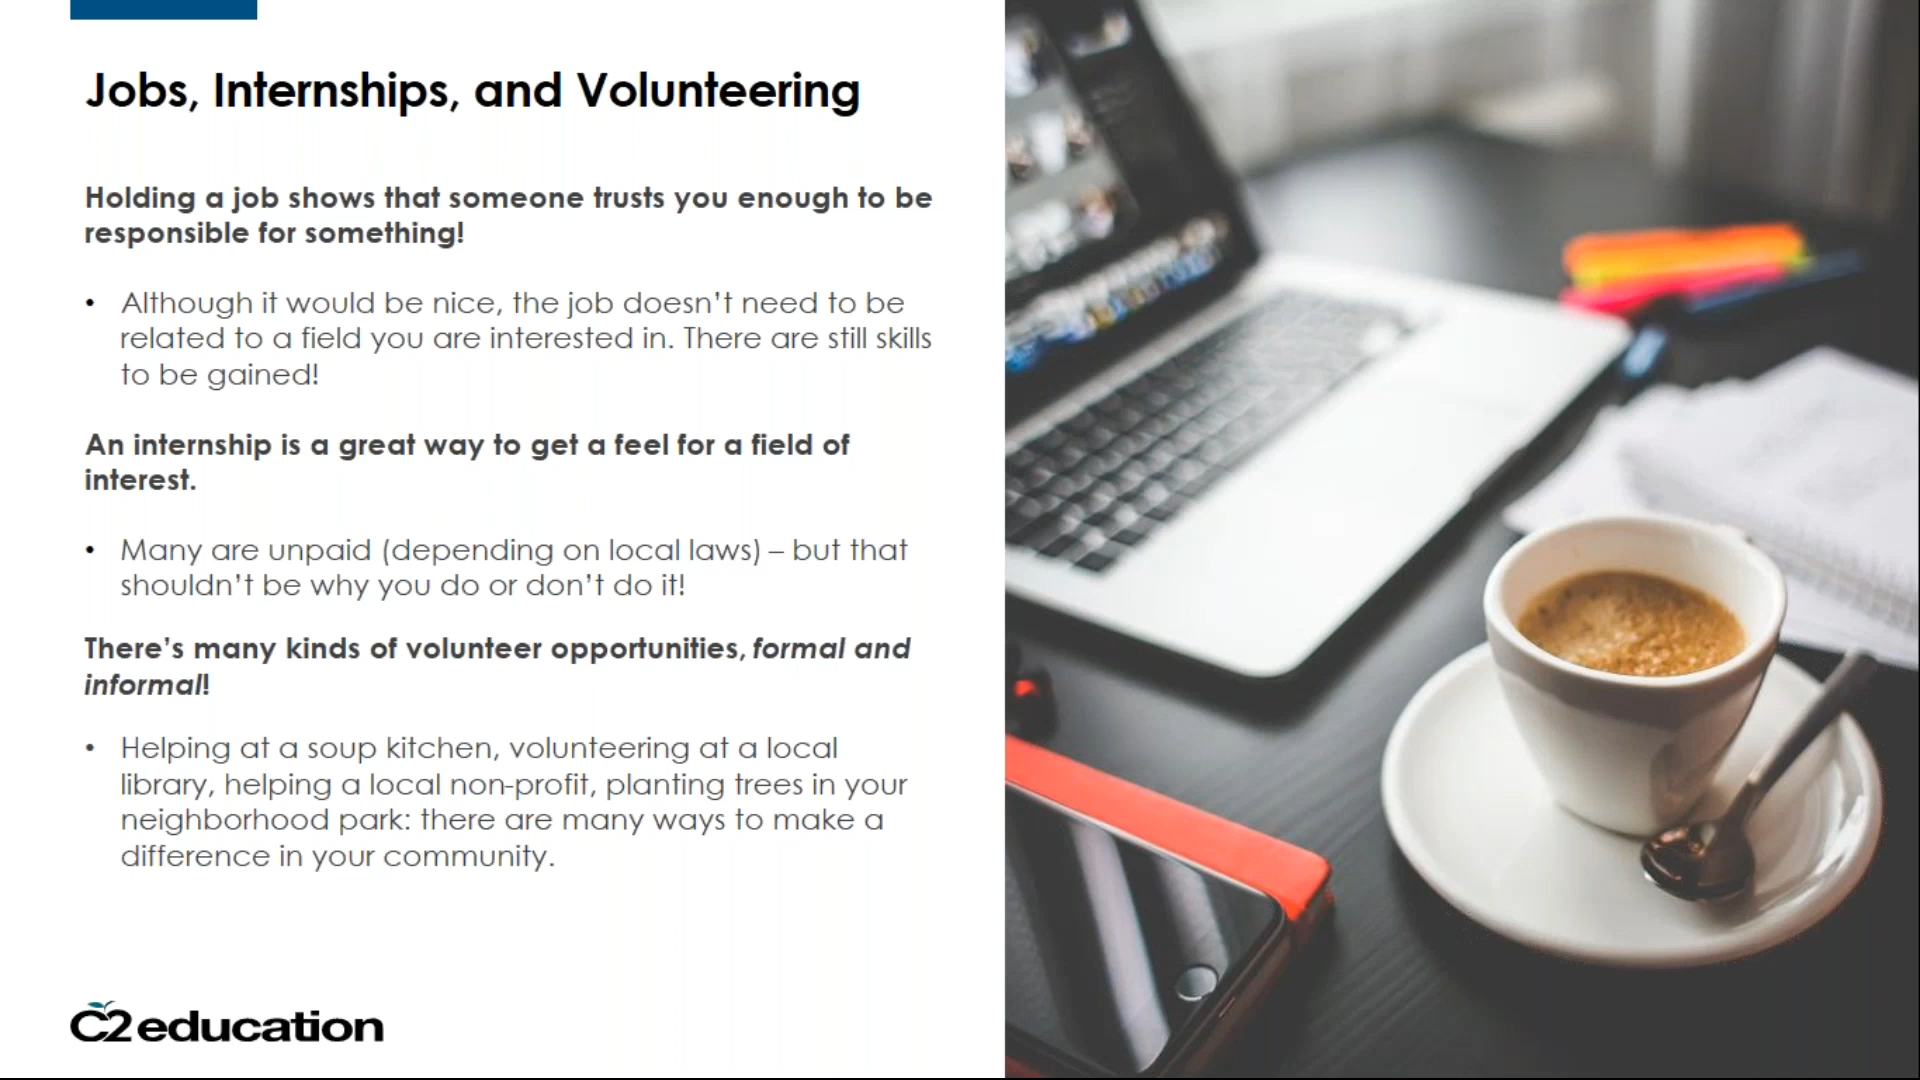 Jobs, Internships, and Volunteering
Holding a job shows that someone trusts you enough to be
responsible for something!
• Although it would be nice, the job doesn’t need to be
related to a field you are interested in. There are still skills
to be gained!
An internship is a great way to get a feel for a field of
interest.
• Many are unpaid (depending on local laws) – but that
shouldn’t be why you do or don’t do it!
There’s many kinds of volunteer opportunities, formal and
informal!
• Helping at a soup kitchen, volunteering at a local
library, helping a local non-profit, planting trees in your
neighborhood park: there are many ways to make a
difference in your community.
C2education